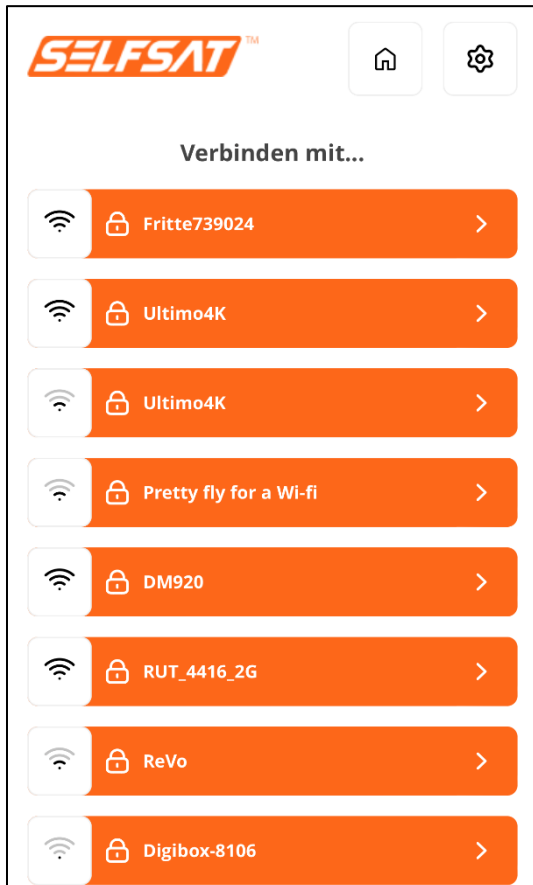 SELFSAT™
Verbinden mit...
Fritte739024
Ultimo4K
Ultimo4K
Pretty fly for a Wi-fi
DM920
RUT_4416_2G
ReVo
Digibox-8106